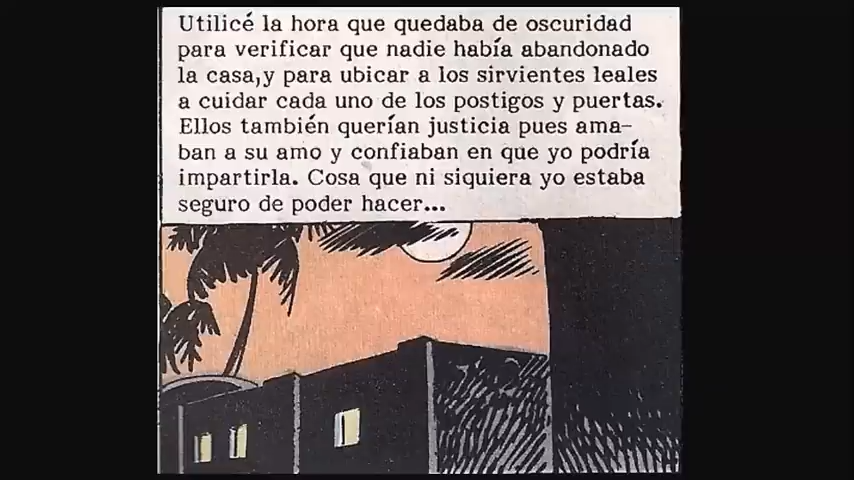 Utilicé la hora que quedaba de oscuridad
para verificar que nadie había abandonado
la casa,y para ubicar a los sirvientes leales
a cuidar cada uno de los postigos y puertas.
Ellos también querían justicia pues ama-
ban a su amo y confiaban en que yo podría
impartirla. Cosa que ni siquiera yo estaba
seguro de poder hacer...